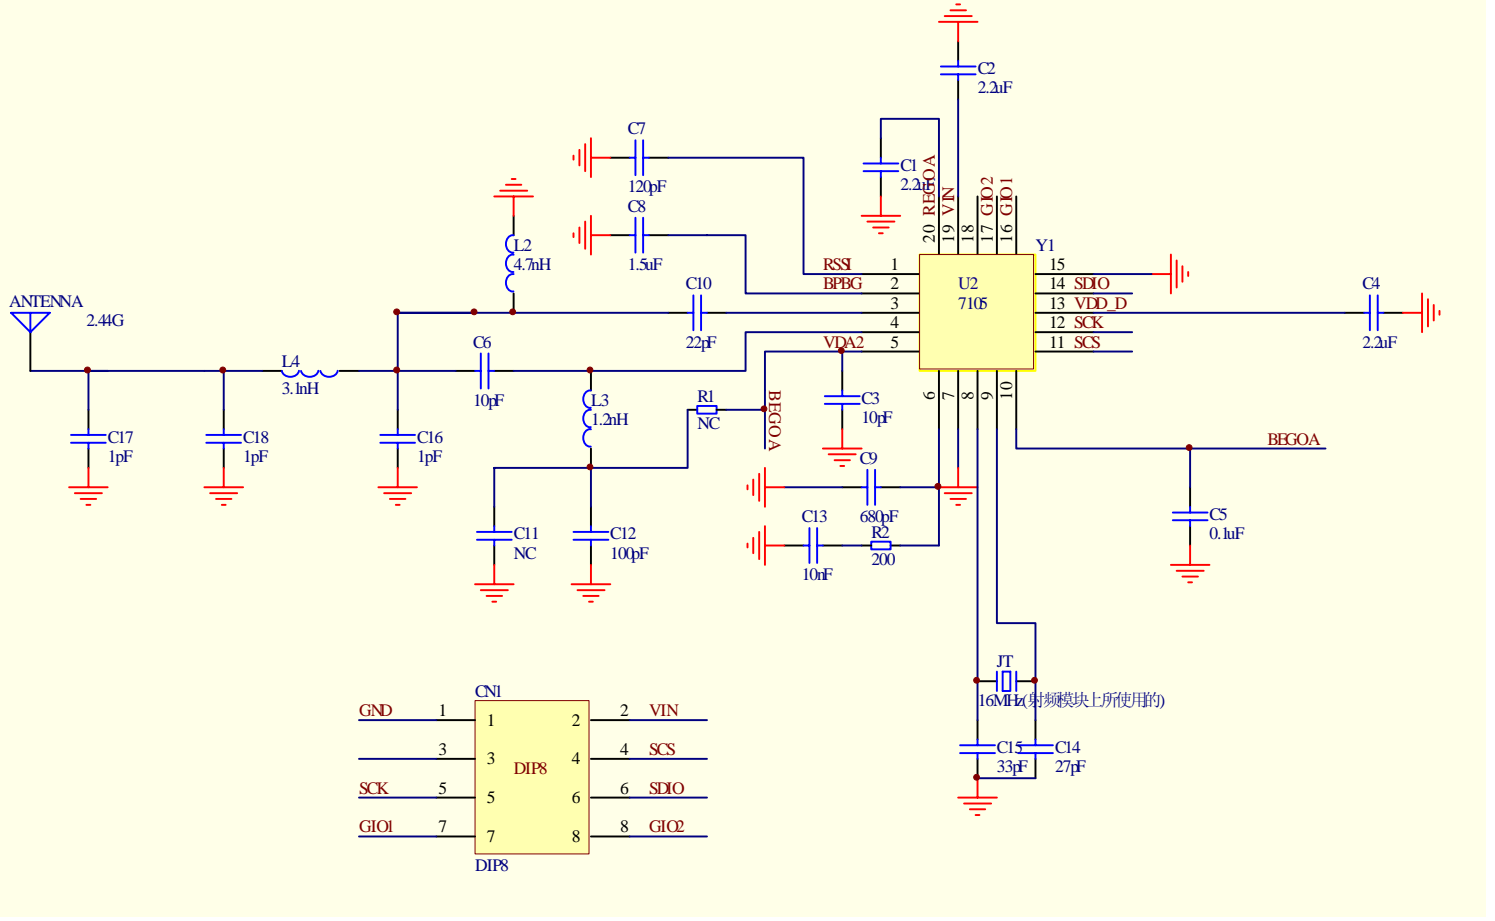 C2
2.2uF
C7
120pF
C1
2.2uF
20 REGOA
19 VIN
18
17 GIO2
16 GIO1
C8
1.5uF
L2
4.7nH
Y1
RSSI 1
BPBG 2
3
4
VDA2 5
U2
7105
15
14 SDIO
13 VDD_D
12 SCK
11 SCS
C4
2.2uF
C10
22pF
ANTENNA
2.44G
L4
3.1nH
C6
10pF
L3
1.2nH
R1
NC
BEGOA
C3
10pF
6
7
8
9
10
BEGOA
C17
1pF
C18
1pF
C16
1pF
C9
680pF
C13
10nF
R2
200
C11
NC
C12
100pF
C5
0.1uF
JT
16MHz(射频模块上所使用的)
C15
33pF
C14
27pF
CN1
GND 1 1 2 2 VIN
3 3 4 4 SCS
DIP8
SCK 5 5 6 6 SDIO
GIO1 7 7 8 8 GIO2
DIP8